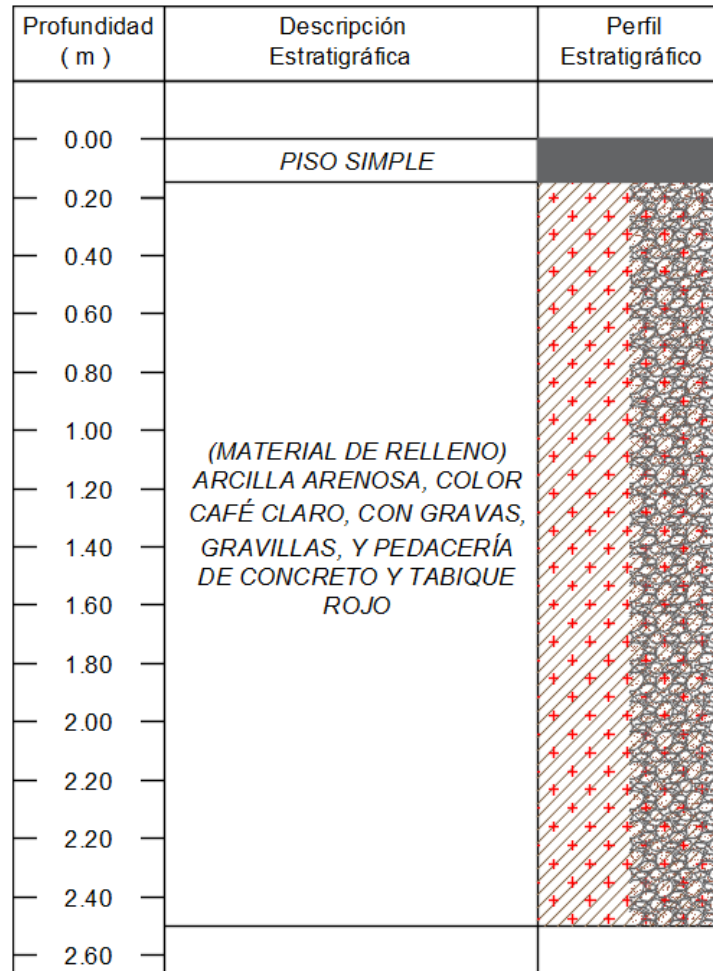 Profundidad
( m )
Descripción
Estratigráfica
Perfil
Estratigráfico
0.00
PISO SIMPLE
0.20
0.40
0.60
0.80
1.00
(MATERIAL DE RELLENO)
ARCILLA ARENOSA, COLOR
1.20
CAFÉ CLARO, CON GRAVAS,
GRAVILLAS, Y PEDACERÍA
1.40
DE CONCRETO Y TABIQUE
1.60
ROJO
1.80
2.00
2.20
2.40
2.60